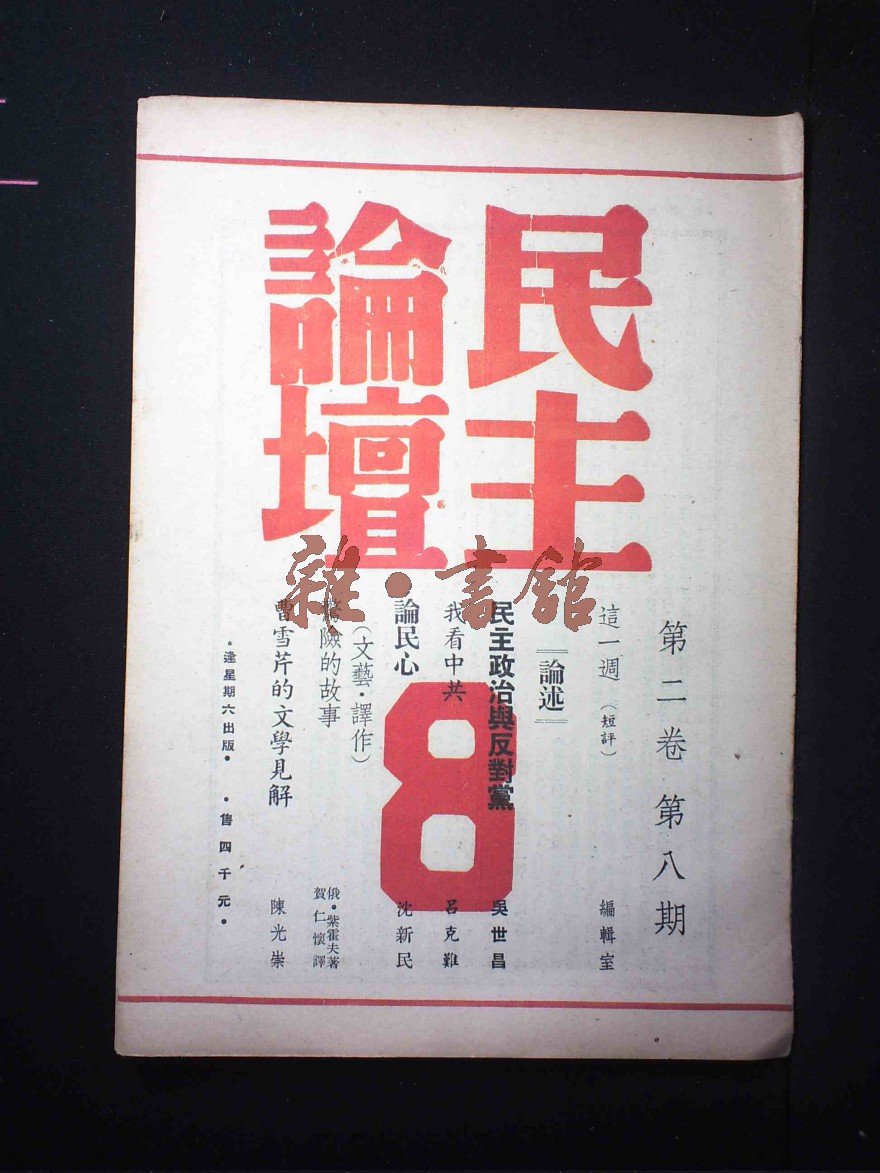 民主
論壇
第二卷 第八期
這一週(短評) 編輯室
論述
民主政治與反對黨 吳世昌
我看中共 呂克難
論民心 沈新民
(文藝·譯作)
驚險的故事 俄·紫霍夫著
賀仁懷譯
曹雪芹的文學見解 陳光崇
·逢星期六出版· ·售四千元·
8
雜·書館